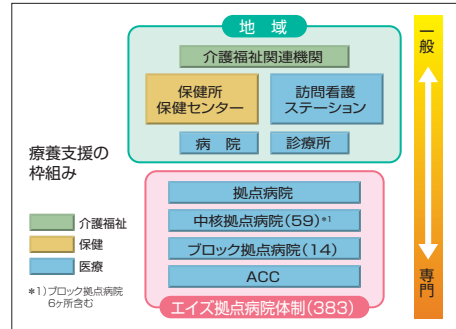 地 域
介護福祉関連機関
保健所
保健センター
訪問看護
ステーション
病 院
診療所
療養支援の
枠組み
介護福祉
保健
医療
*1)ブロック拠点病院
6ヶ所含む
拠点病院
中核拠点病院(59)*1
ブロック拠点病院(14)
ACC
エイズ拠点病院体制(383)
一般
専門